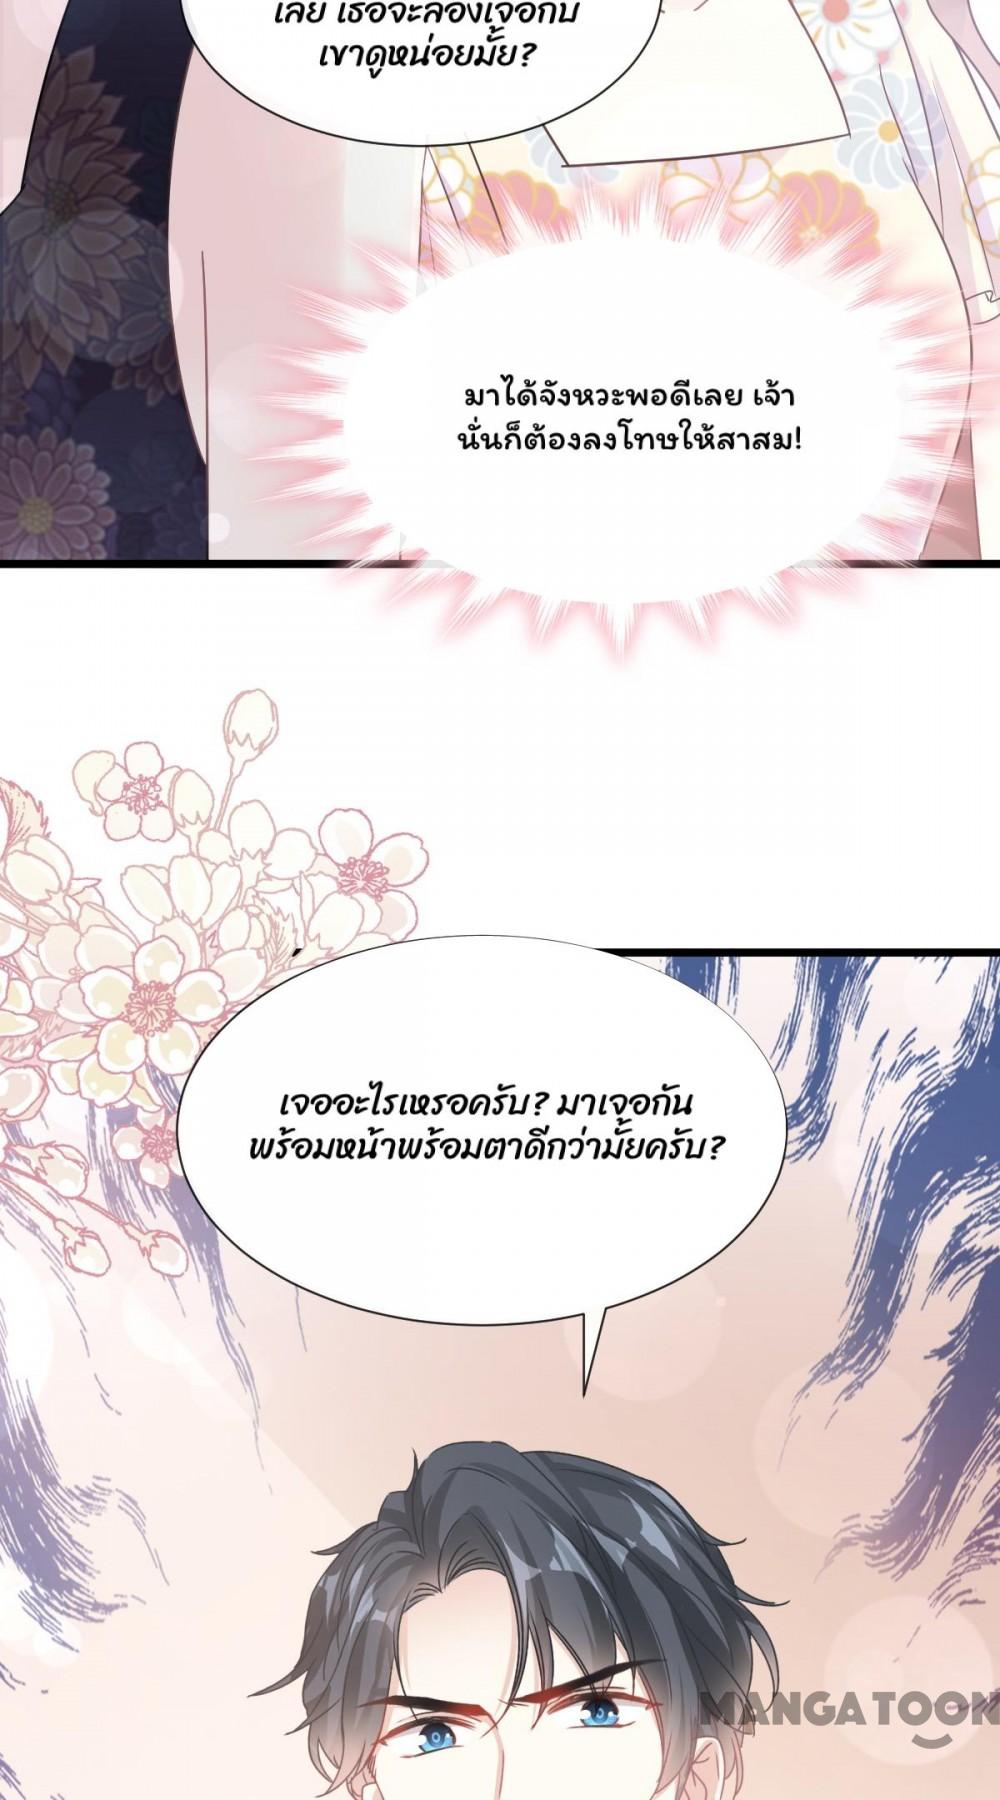 เลย เธอจะลองเจอกับ
เขาดูหน่อยมั้ย?
มาได้จังหวะพอดีเลย เจ้า
นั่นก็ต้องลงโทษให้สาสม!
เจออะไรเหรอครับ? มาเจอกัน
พร้อมหน้าพร้อมตาดีกว่ามั้ยครับ?
MANGATOON